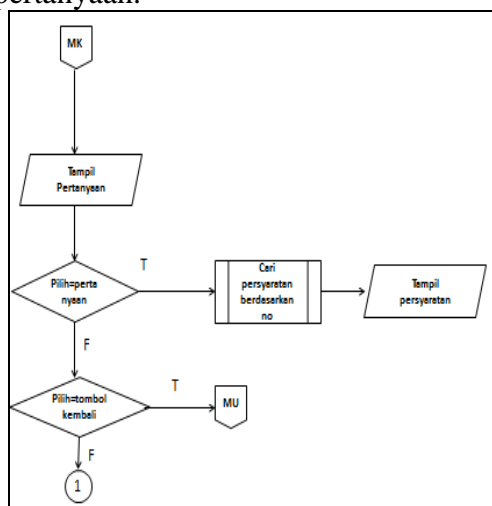 pertanyaan.
MK
Tampil
Pertanyaan
Pilih=perta
nyaan
T
Cari
persyaratan
berdasarkan
no
Tampil
persyaratan
F
Pilih=tombol
kembali
T
MU
F
1